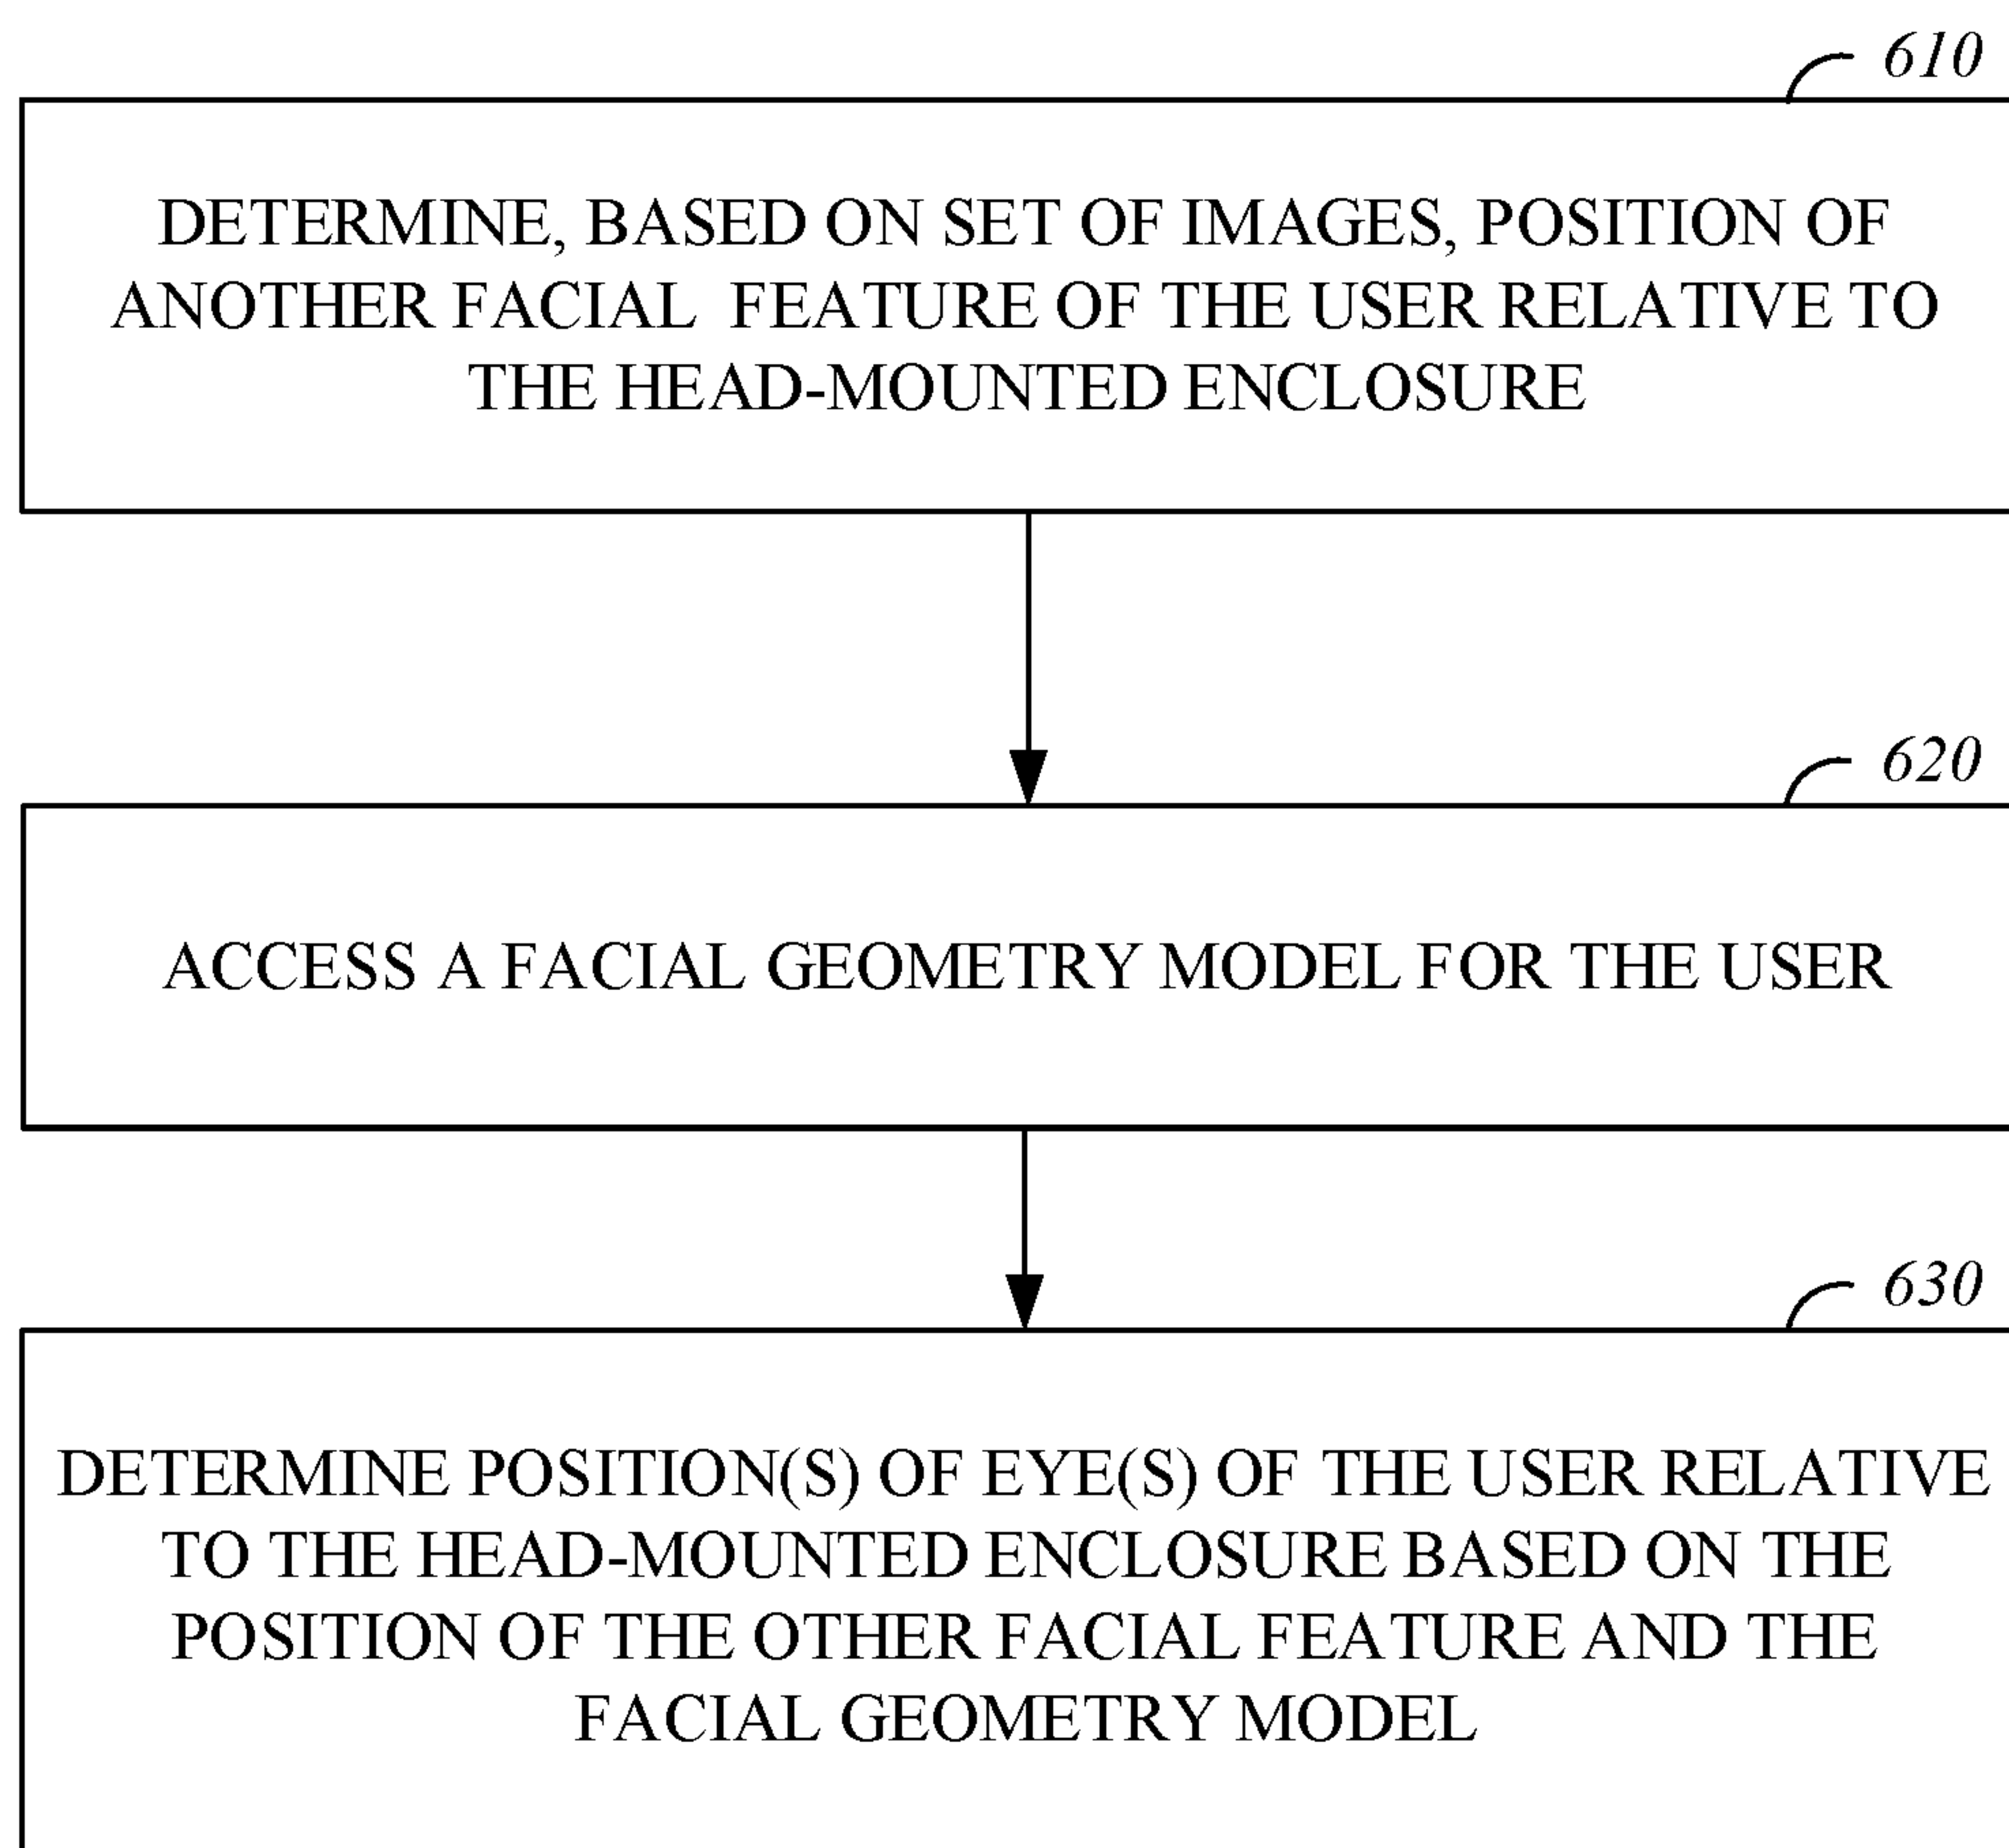 610
DETERMINE, BASED ON SET OF IMAGES, POSITION OF
ANOTHER FACIAL FEATURE OF THE USER RELATIVE TO
THE HEAD-MOUNTED ENCLOSURE
620
ACCESS A FACIAL GEOMETRY MODEL FOR THE USER
630
DETERMINE POSITION(S) OF EYE(S) OF THE USER RELATIVE
TO THE HEAD-MOUNTED ENCLOSURE BASED ON THE
POSITION OF THE OTHER FACIAL FEATURE AND THE
FACIAL GEOMETRY MODEL